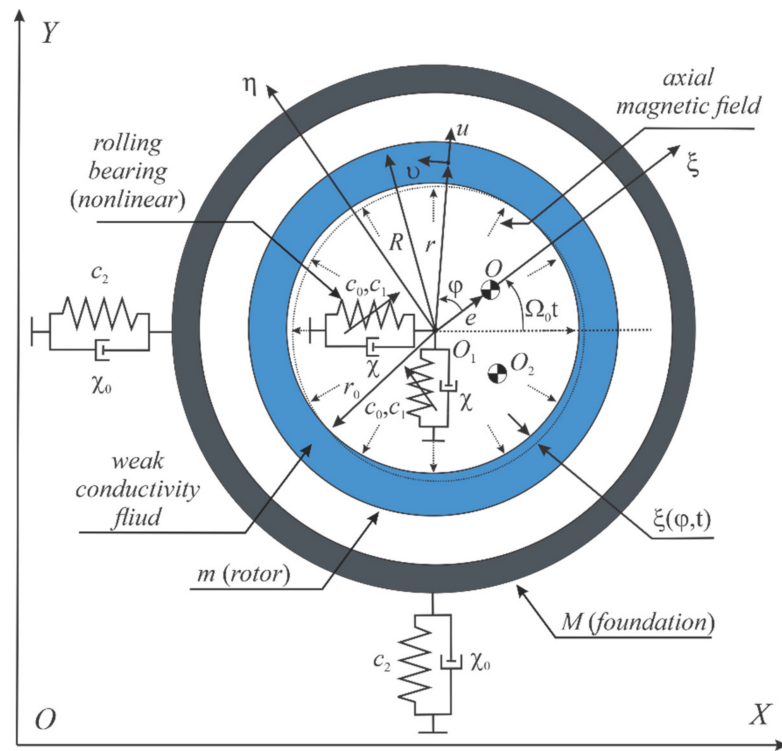 Y
η
axial
magnetic field
u
rolling
bearing
(nonlinear)
υ
ξ
R
r
c₂
O
c₀,c₁
φ
Ω₀t
e
χ
O₁
χ₀
O₂
r₀
χ
c₀,c₁
weak
conductivity
fliud
ξ(φ,t)
m (rotor)
M (foundation)
c₂
χ₀
O
X